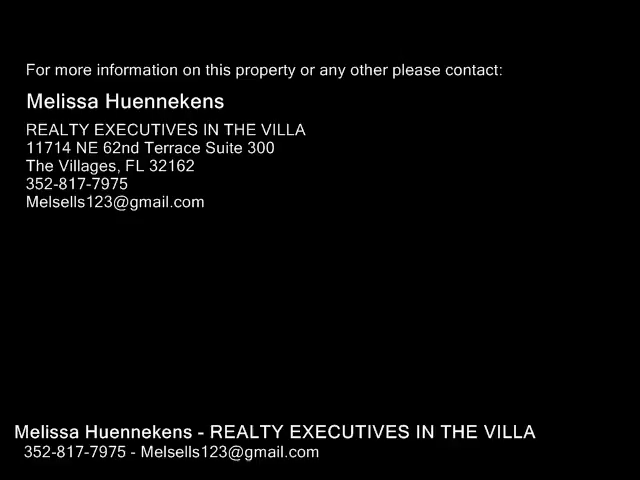 For more information on this property or any other please contact:
Melissa Huennekens
REALTY EXECUTIVES IN THE VILLA
11714 NE 62nd Terrace Suite 300
The Villages, FL 32162
352-817-7975
Melsells123@gmail.com
Melissa Huennekens - REALTY EXECUTIVES IN THE VILLA
352-817-7975 - Melsells123@gmail.com